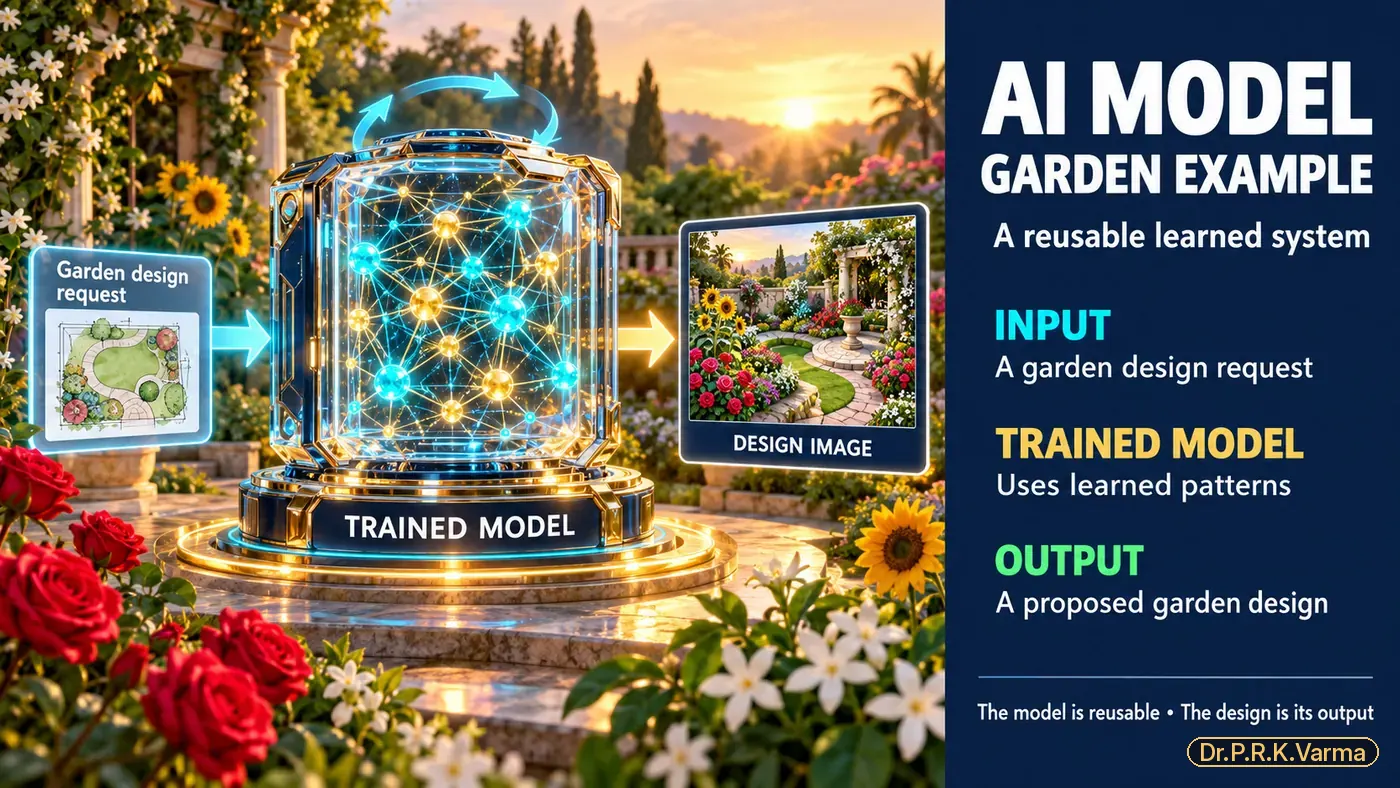 Garden design
request
TRAINED MODEL
DESIGN IMAGE
AI MODEL
GARDEN EXAMPLE
A reusable learned system
INPUT
A garden design request
TRAINED MODEL
Uses learned patterns
OUTPUT
A proposed garden design
The model is reusable • The design is its output
Dr.P.R.K.Varma